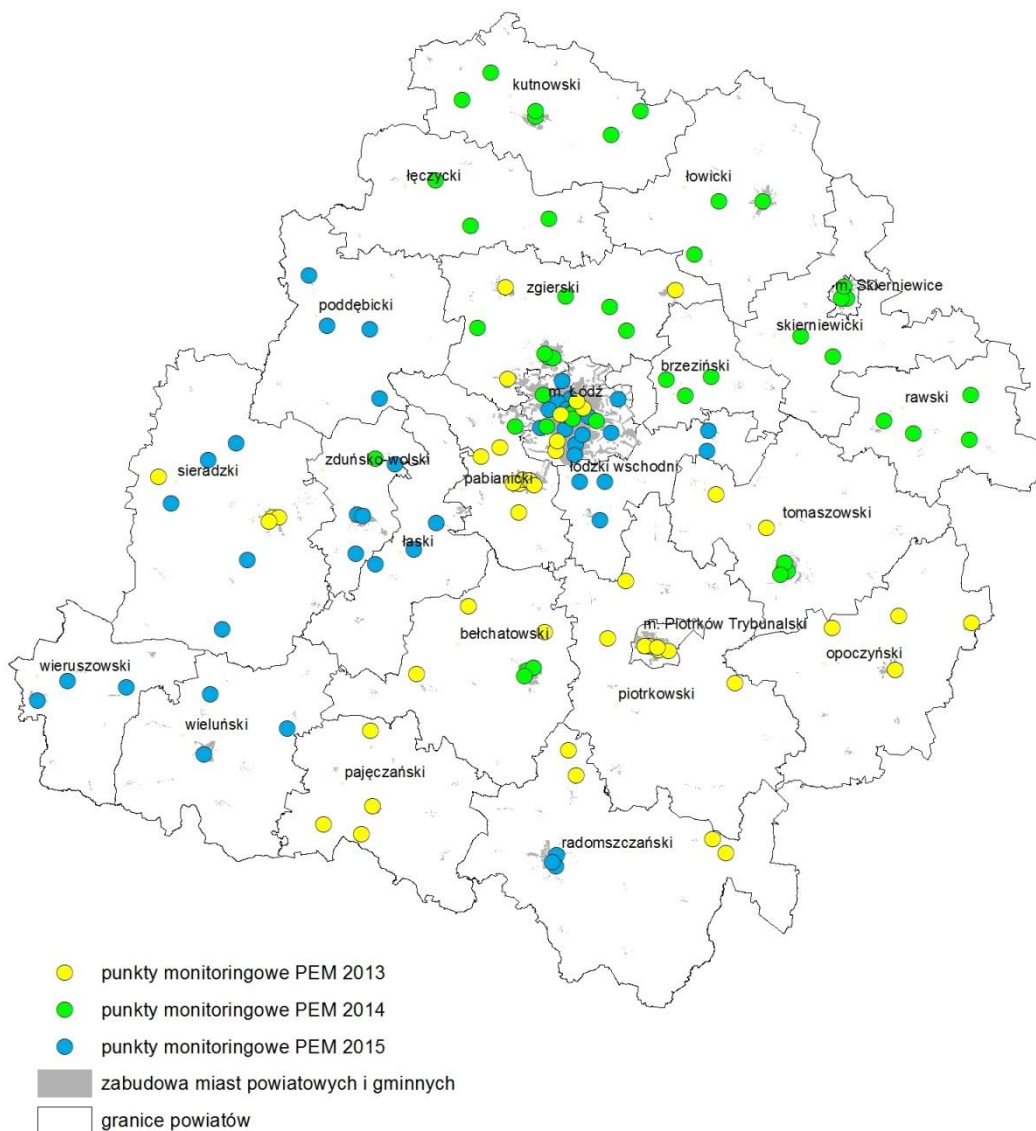 kutnowski
łęczycki
łowicki
zgierski
poddębicki
m. Skierniewice
skierniewicki
brzeziński
m. Łódź
rawski
zduńsko-wolski
sieradzki
pabianicki
łódzki wschodni
tomaszowski
łaski
m. Piotrków Trybunalski
bełchatowski
opoczyński
wieruszowski
piotrkowski
wieluński
pajęczański
radomszczański
punkty monitoringowe PEM 2013
punkty monitoringowe PEM 2014
punkty monitoringowe PEM 2015
zabudowa miast powiatowych i gminnych
granice powiatów